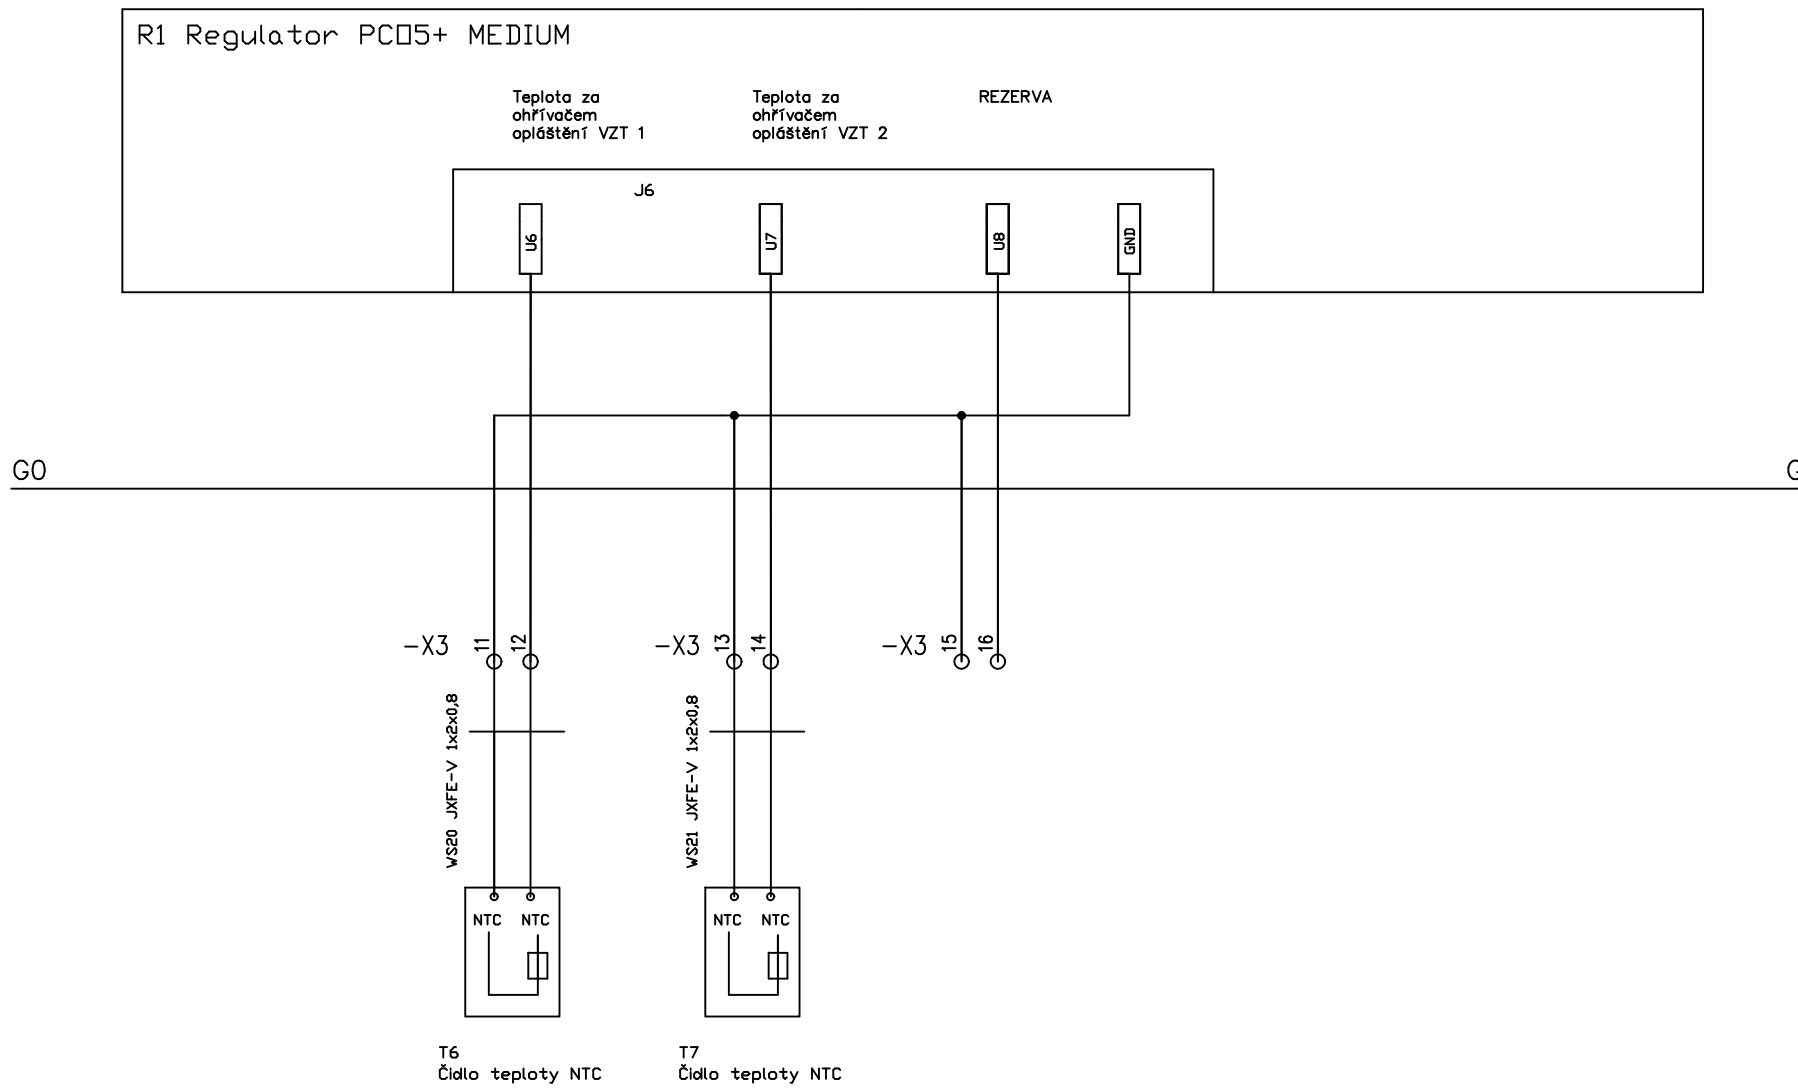 R1 Regulator PCO5+ MEDIUM
Teplota za
ohřívačem
opláštění VZT 1
Teplota za
ohřívačem
opláštění VZT 2
REZERVA
J6
U6
U7
U8
GND
G0
G
-X3
11
12
-X3
13
14
-X3
15
16
WS20 JXFE-V 1x2x0,8
WS21 JXFE-V 1x2x0,8
NTC NTC
NTC NTC
T6
Čidlo teploty NTC
T7
Čidlo teploty NTC